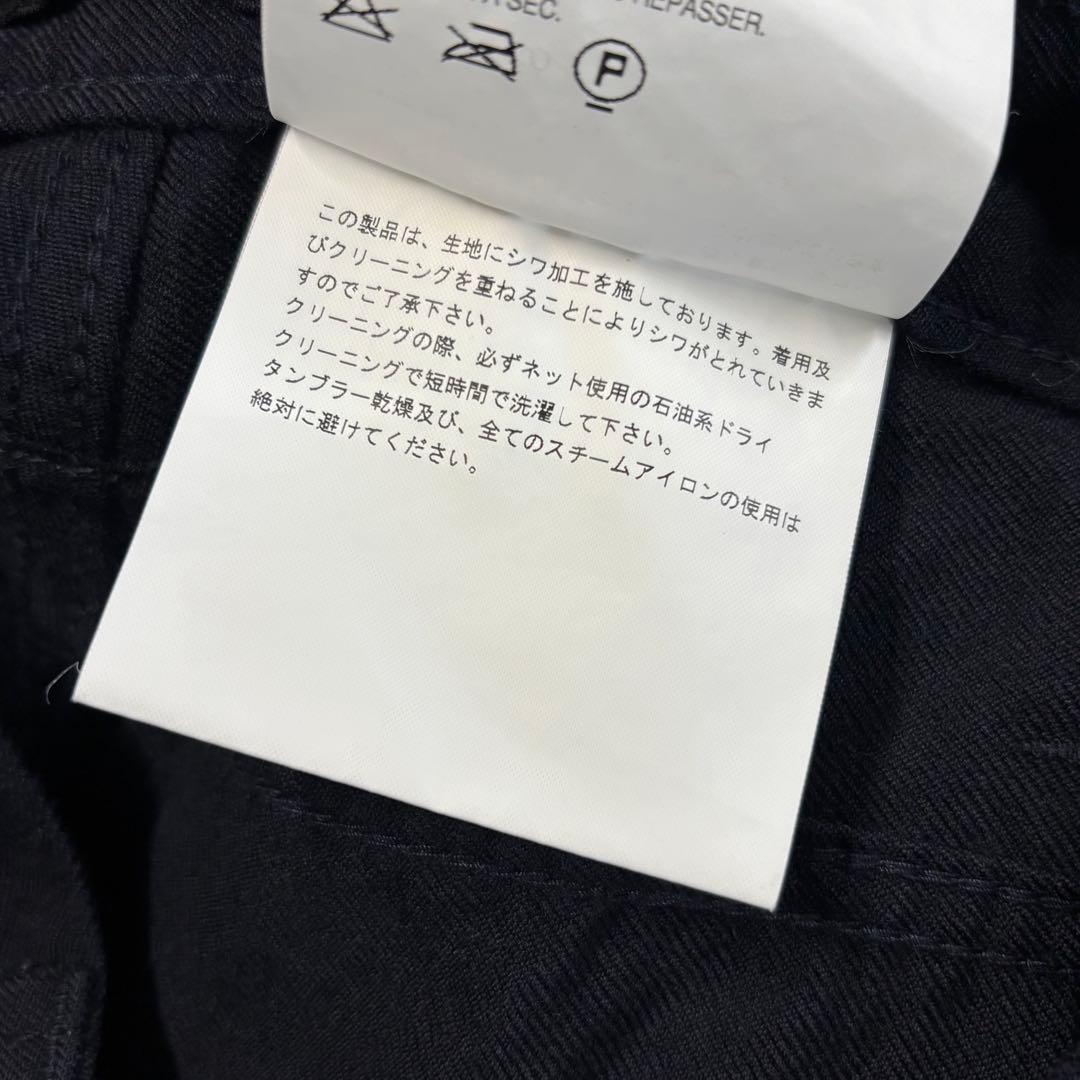 REPASSER.
SEC.
P
この製品は、生地にシワ加工を施しております。着用及
びクリーニングを重ねることによりシワがとれていきま
すのでご了承下さい。
クリーニングの際、必ずネット使用の石油系ドライ
クリーニングで短時間で洗濯して下さい。
タンブラー乾燥及び、全てのスチームアイロンの使用は
絶対に避けてください。